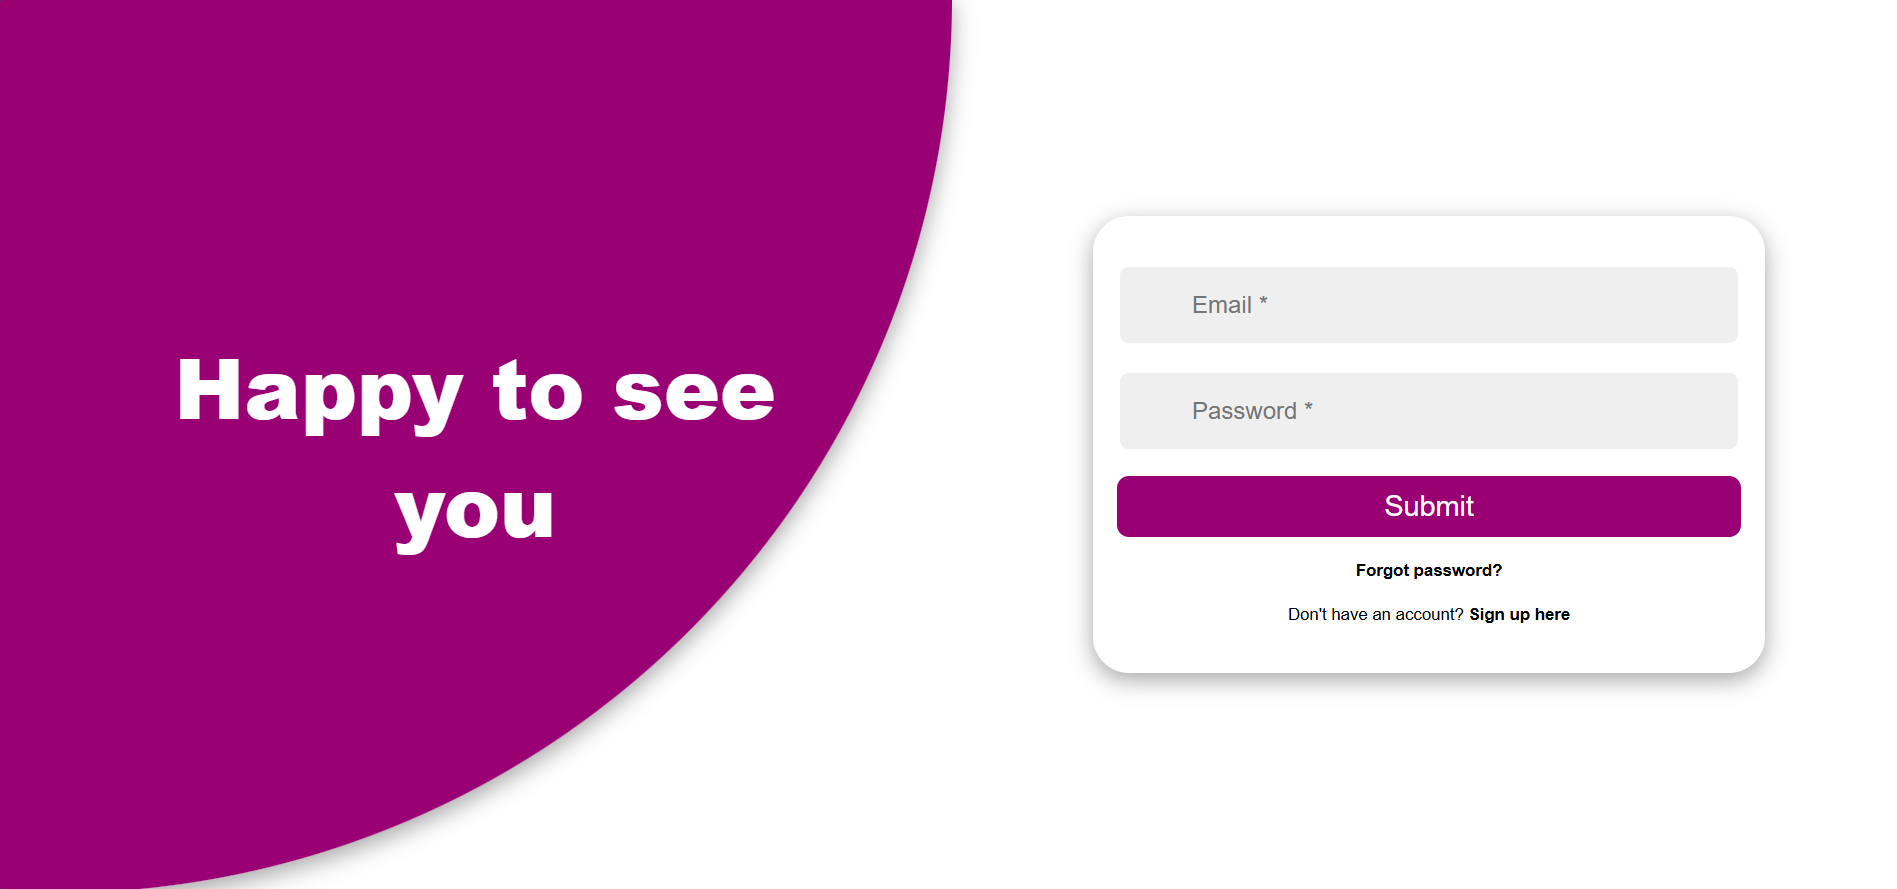 Happy to see
you
Email *
Password *
Submit
Forgot password?
Don't have an account? Sign up here